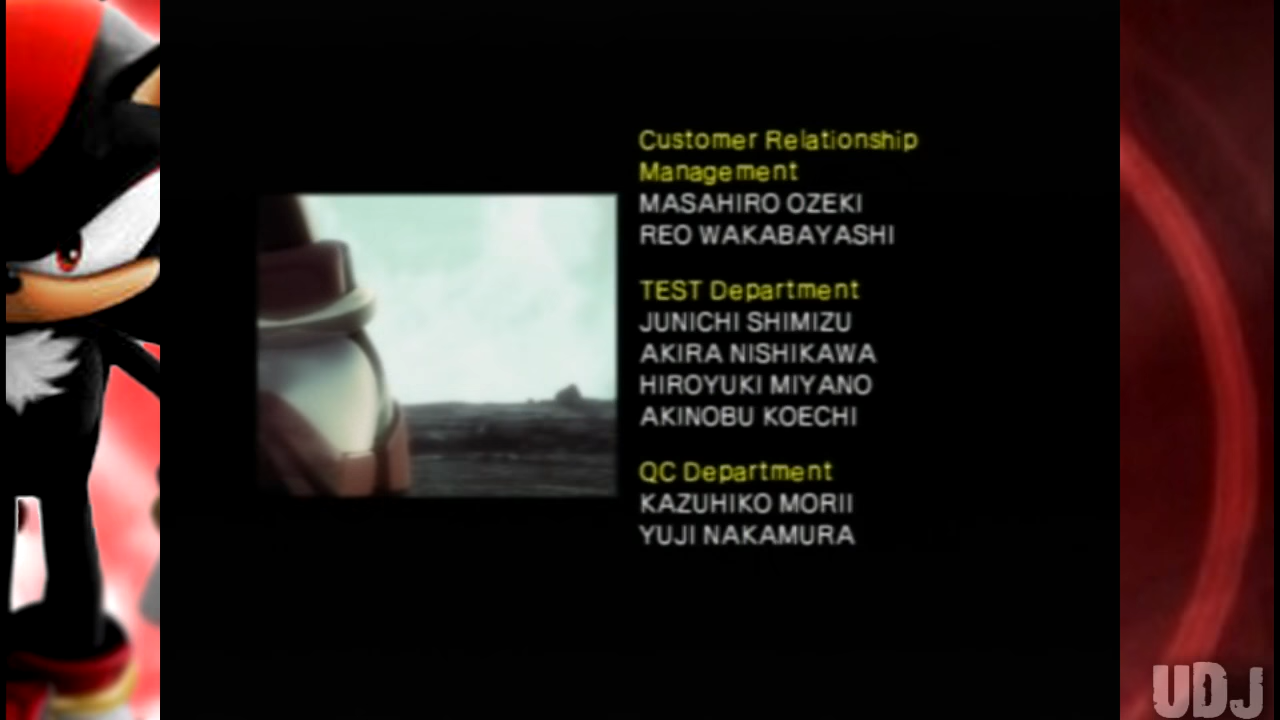 Customer Relationship
Management
MASAHIRO OZEKI
REO WAKABAYASHI
TEST Department
JUNICHI SHIMIZU
AKIRA NISHIKAWA
HIROYUKI MIYANO
AKINOBU KOECHI
QC Department
KAZUHIKO MORII
YUJI NAKAMURA
UDJ